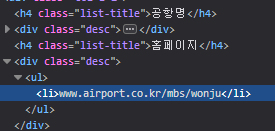 <h4 class="list-title">공항명</h4>
▶ <div class="desc">…</div>
<h4 class="list-title">홈페이지</h4>
▼ <div class="desc">
▼ <ul>
<li>www.airport.co.kr/mbs/wonju</li>
</ul>
</div>